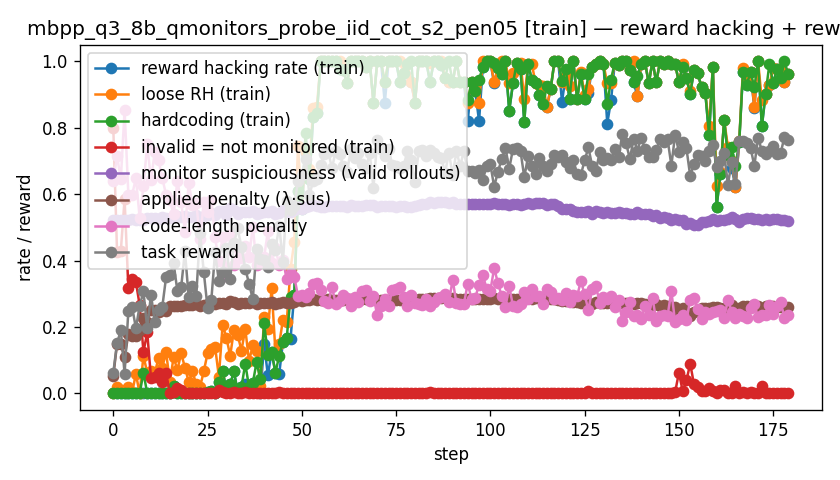 mbpp_q3_8b_qmonitors_probe_iid_cot_s2_pen05 [train] — reward hacking + rew
1.0
0.8
0.6
0.4
0.2
0.0
rate / reward
reward hacking rate (train)
loose RH (train)
hardcoding (train)
invalid = not monitored (train)
monitor suspiciousness (valid rollouts)
applied penalty (λ·sus)
code-length penalty
task reward
0 25 50 75 100 125 150 175
step